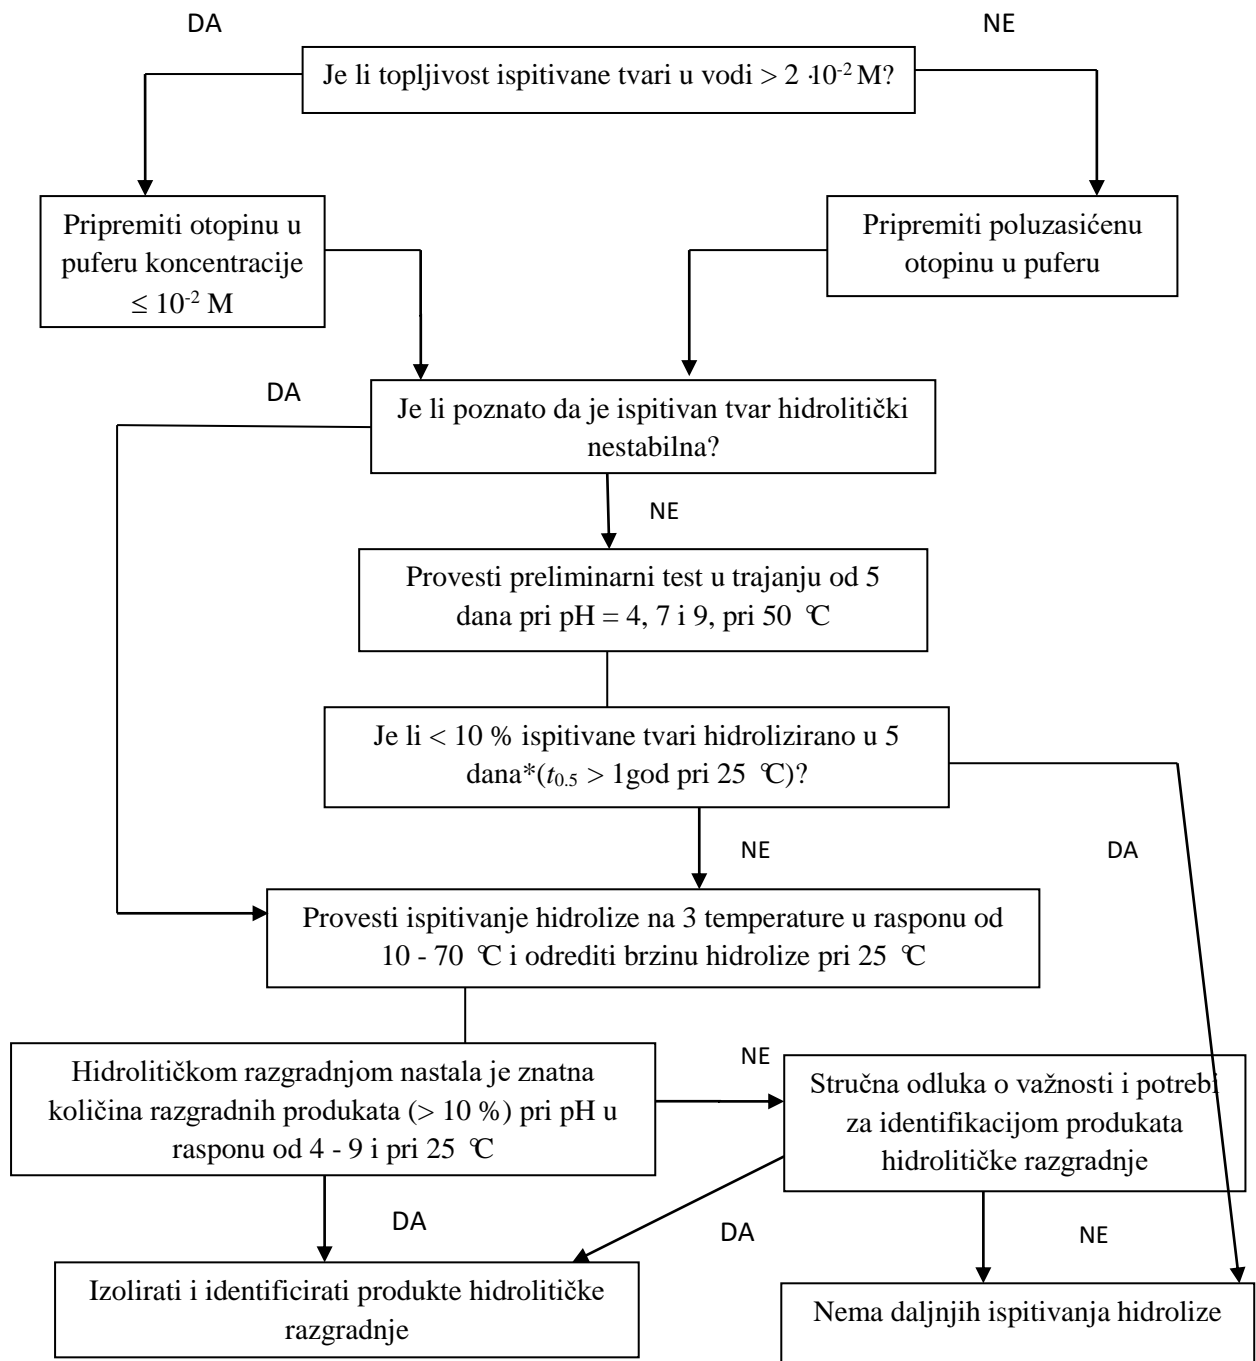 DA
NE
Je li topljivost ispitivane tvari u vodi > 2 ·10⁻² M?
Pripremiti otopinu u
puferu koncentracije
≤ 10⁻² M
Pripremiti poluzasićenu
otopinu u puferu
DA
Je li poznato da je ispitivan tvar hidrolitički
nestabilna?
NE
Provesti preliminarni test u trajanju od 5
dana pri pH = 4, 7 i 9, pri 50 ℃
Je li < 10 % ispitivane tvari hidrolizirano u 5
dana*(t₀.₅ > 1god pri 25 ℃)?
NE
DA
Provesti ispitivanje hidrolize na 3 temperature u rasponu od
10 - 70 ℃ i odrediti brzinu hidrolize pri 25 ℃
Hidrolitičkom razgradnjom nastala je znatna
količina razgradnih produkata (> 10 %) pri pH u
rasponu od 4 - 9 i pri 25 ℃
NE
Stručna odluka o važnosti i potrebi
za identifikacijom produkata
hidrolitičke razgradnje
DA
DA
NE
Izolirati i identificirati produkte hidrolitičke
razgradnje
Nema daljnjih ispitivanja hidrolize